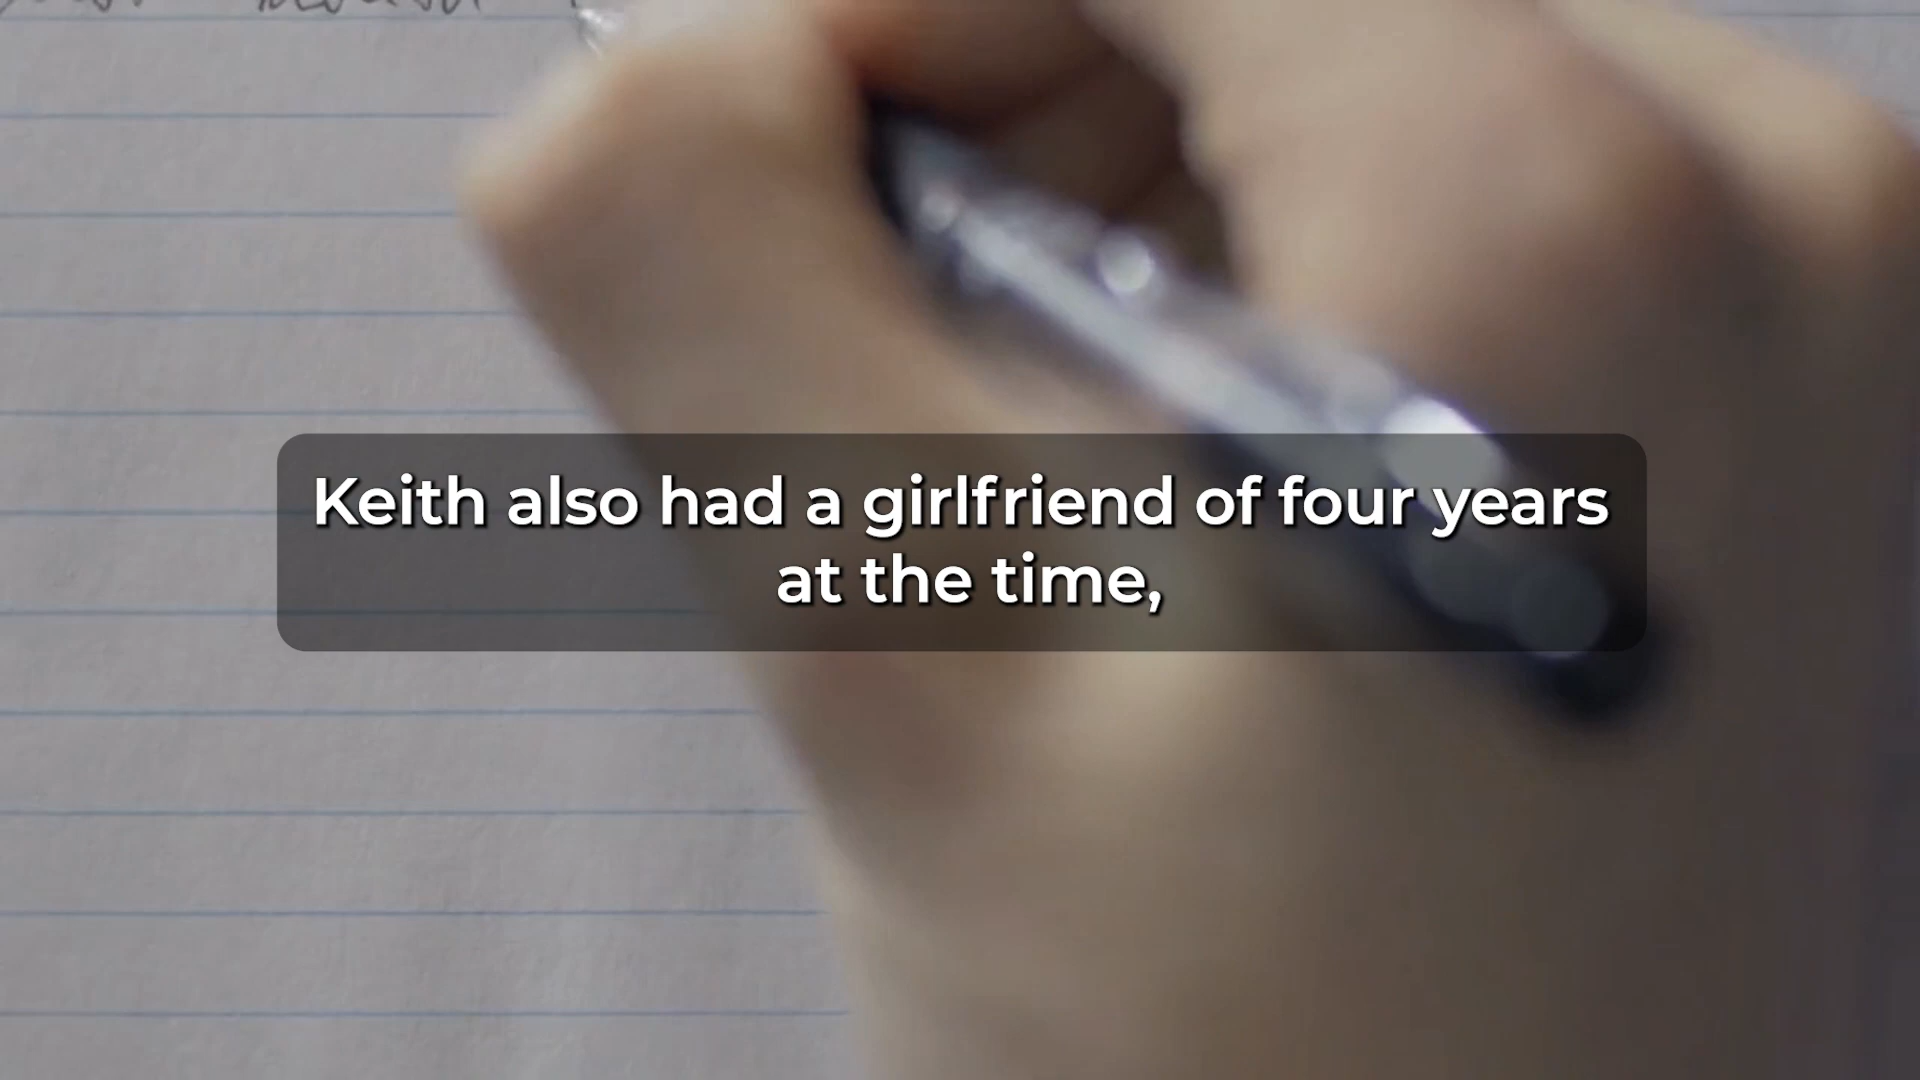 Keith also had a girlfriend of four years
at the time,